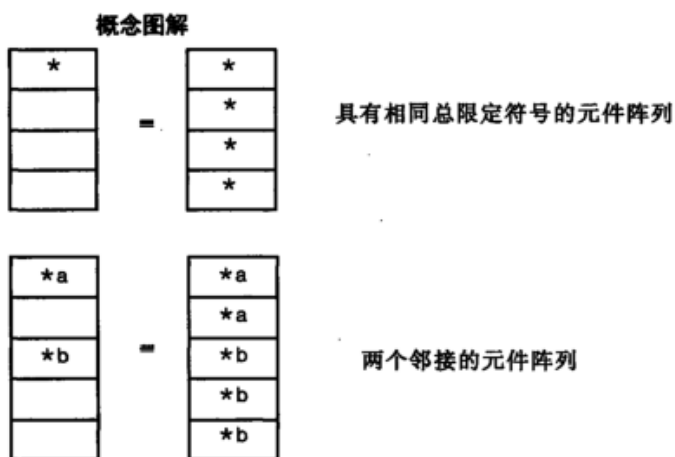 概念图解
* *
*
= 具有相同总限定符号的元件阵列
*
*
*a *a
*a
*b = *b 两个邻接的元件阵列
*b
*b